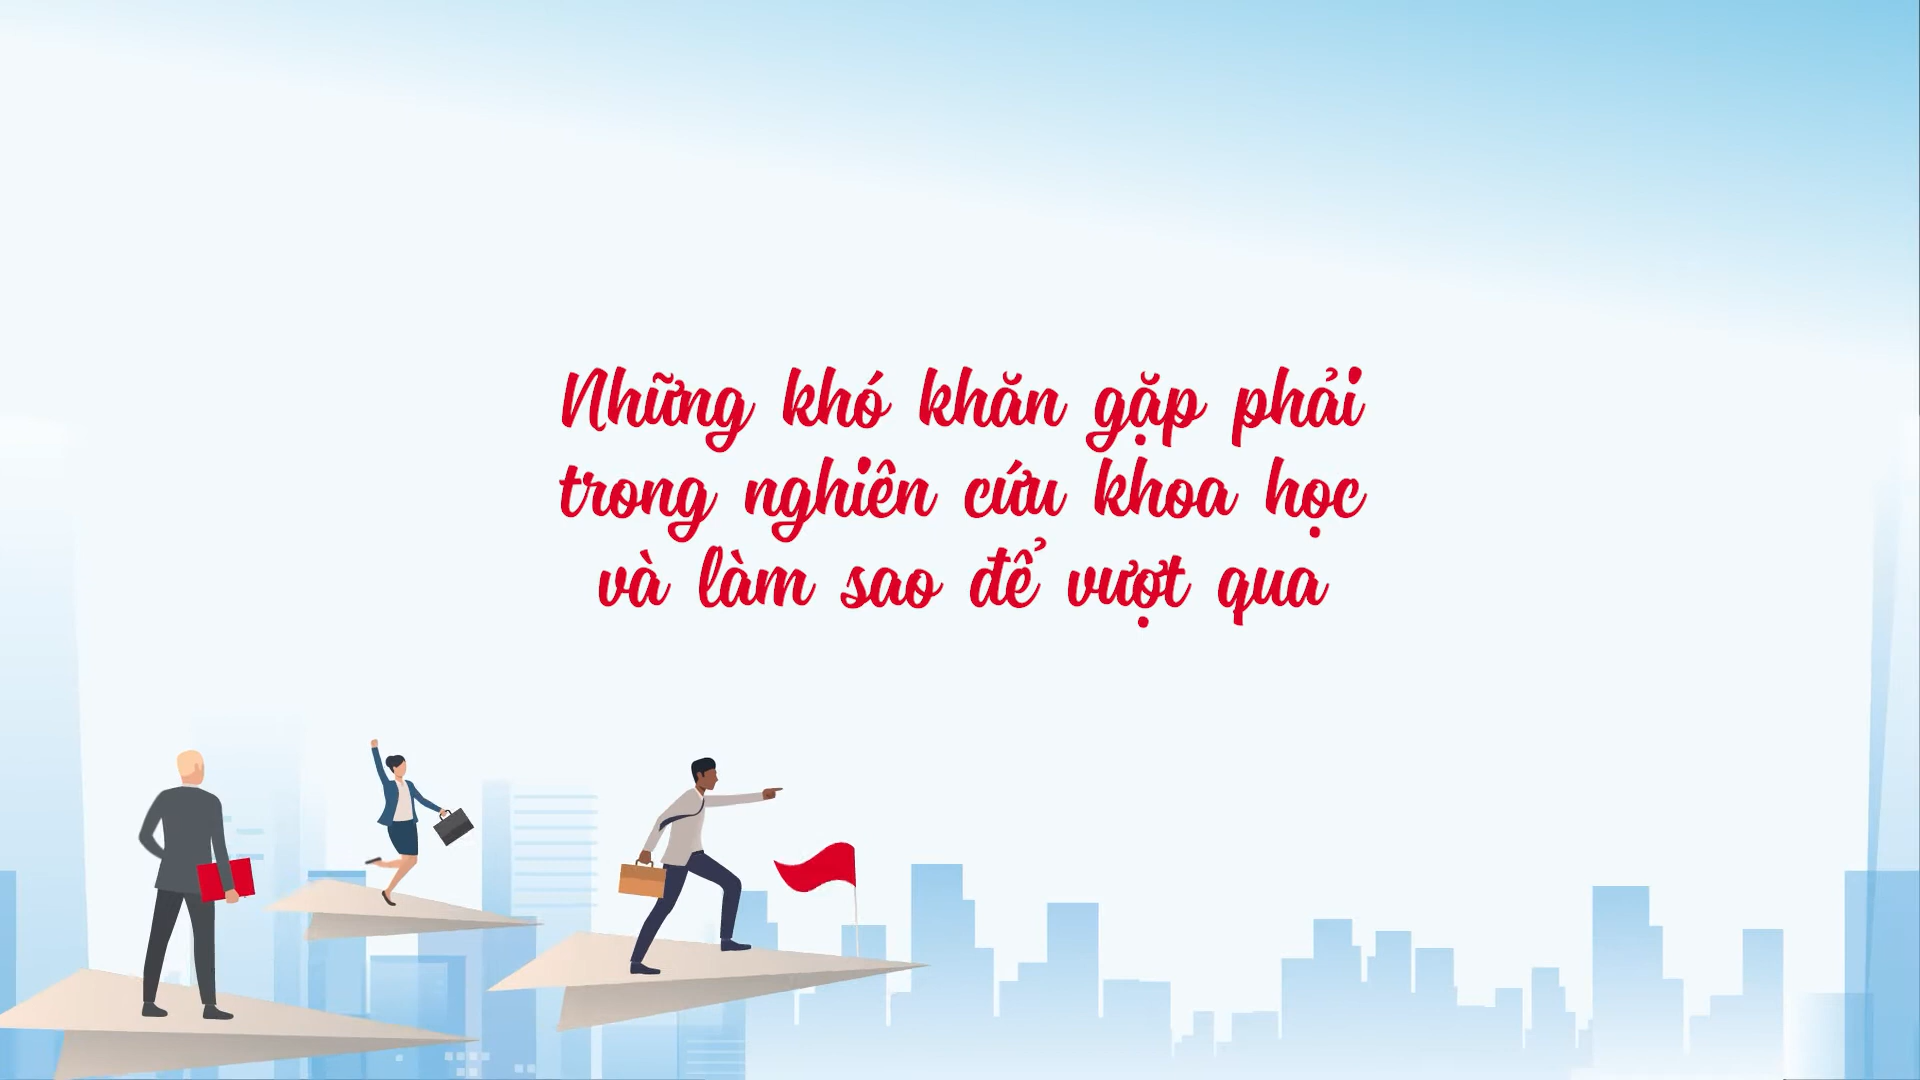 Những khó khăn gặp phải
trong nghiên cứu khoa học
và làm sao để vượt qua